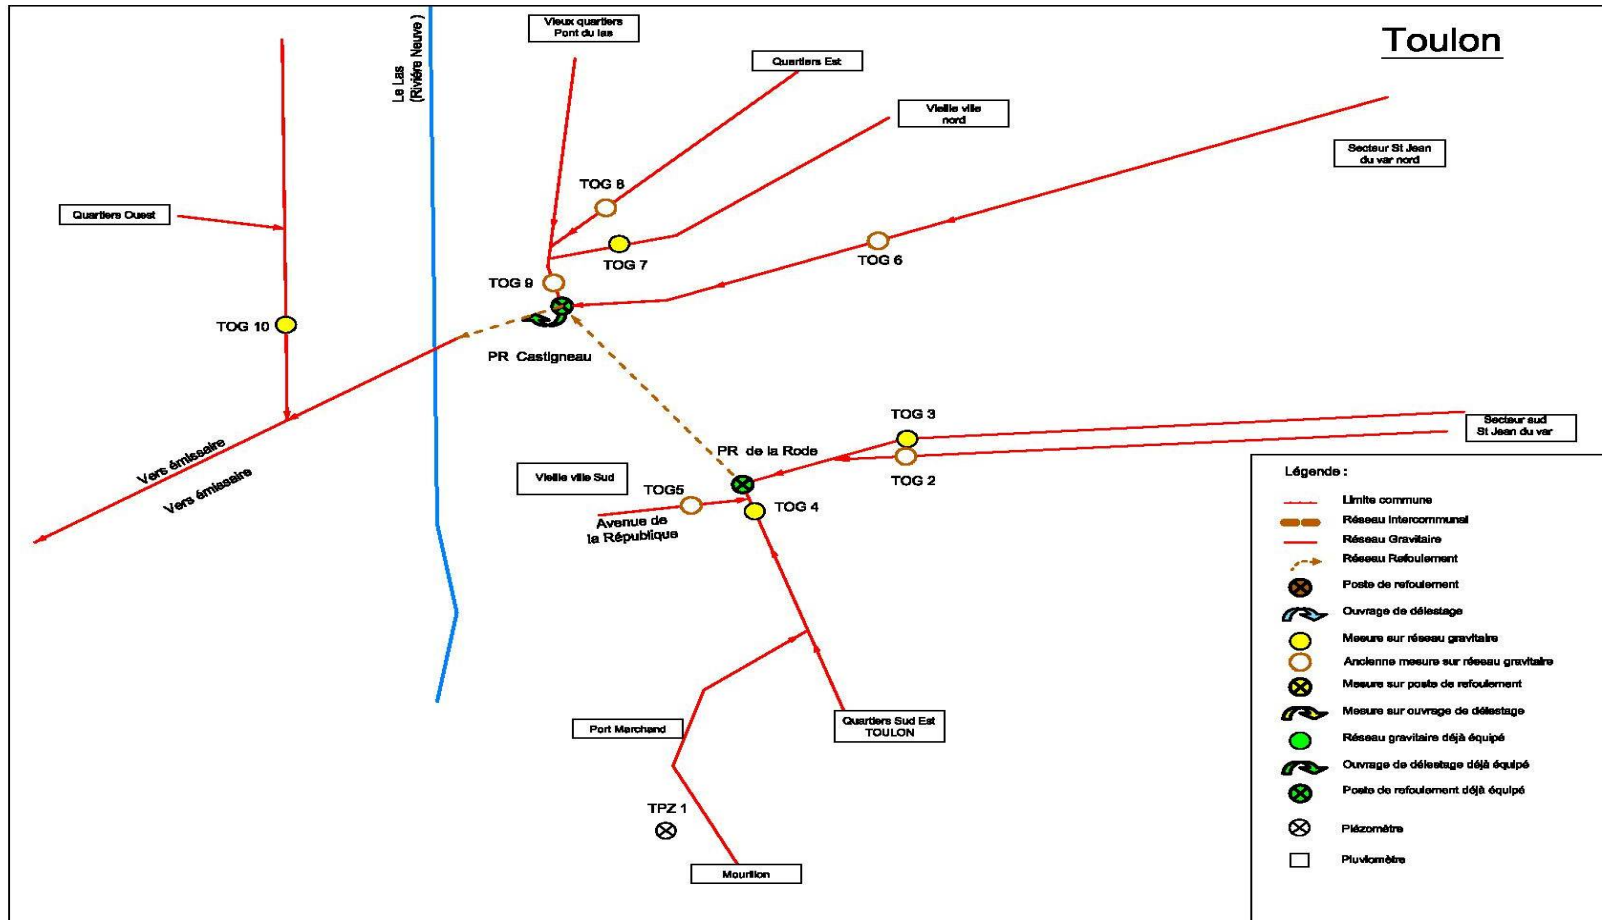 Toulon
Vieux quartiers
Pont du las
Le Las
(Rivière Neuve )
Quartiers Est
Vieille ville
nord
Secteur St Jean
du var nord
Quartiers Ouest
TOG 8
TOG 7
TOG 6
TOG 9
TOG 10
PR Castigneau
Vers émissaire
Vers émissaire
TOG 3
Secteur sud
St Jean du var
PR de la Rode
TOG 2
Vieille ville Sud
TOG5
TOG 4
Avenue de
la République
Port Marchand
Quartiers Sud Est
TOULON
TPZ 1
Mourillon
Légende :
Limite commune
Réseau Intercommunal
Réseau Gravitaire
Réseau Refoulement
Poste de refoulement
Ouvrage de délestage
Mesure sur réseau gravitaire
Ancienne mesure sur réseau gravitaire
Mesure sur poste de refoulement
Mesure sur ouvrage de délestage
Réseau gravitaire déjà équipé
Ouvrage de délestage déjà équipé
Poste de refoulement déjà équipé
Piézomètre
Pluviomètre